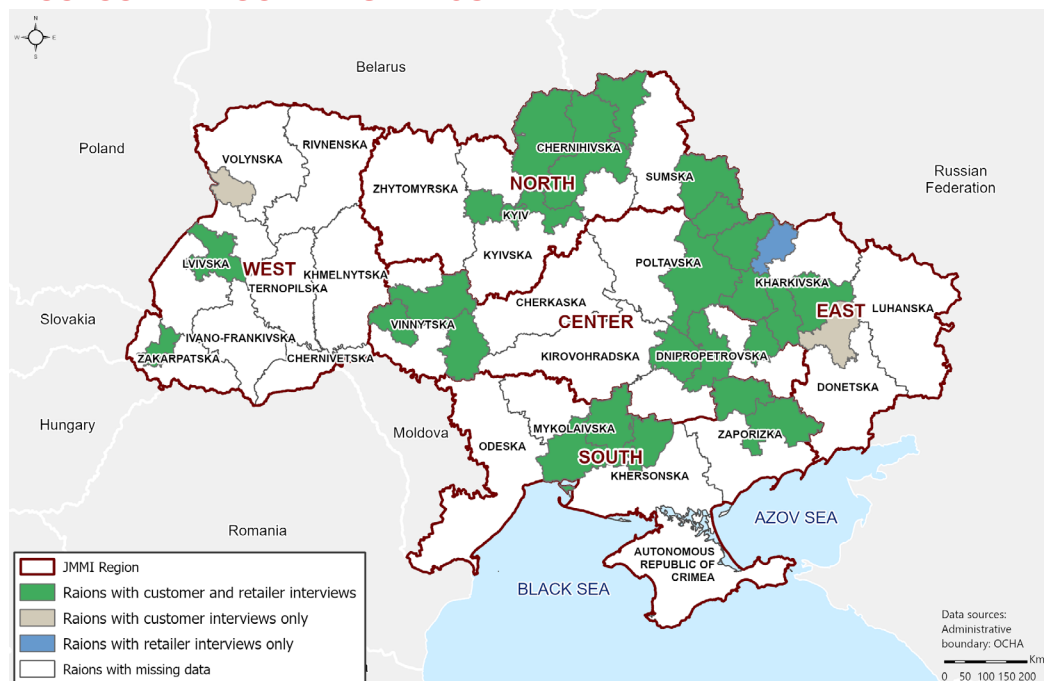 N
W
E
S
Belarus
Poland
Russian
Federation
VOLYNSKA
RIVNENSKA
ZHYTOMYRSKA
CHERNIHIVSKA
NORTH
SUMSKA
KYIV
KYIVSKA
LVIVSKA
WEST
TERNOPILSKA
KHMELNYTSKA
POLTAVSKA
KHARKIVSKA
CHERKASKA
CENTER
EAST
LUHANSKA
Slovakia
VINNYTSKA
IVANO-FRANKIVSKA
ZAKARPATSKA
CHERNIVETSKA
KIROVOHRADSKA
DNIPROPETROVSKA
DONETSKA
Hungary
Moldova
ODESKA
MYKOLAIVSKA
SOUTH
ZAPORIZKA
KHERSONSKA
Romania
AZOV SEA
AUTONOMOUS
REPUBLIC OF
CRIMEA
BLACK SEA
JMMI Region
Raions with customer and retailer interviews
Raions with customer interviews only
Raions with retailer interviews only
Raions with missing data
Data sources:
Administrative
boundary: OCHA
Km
0 50 100 150 200